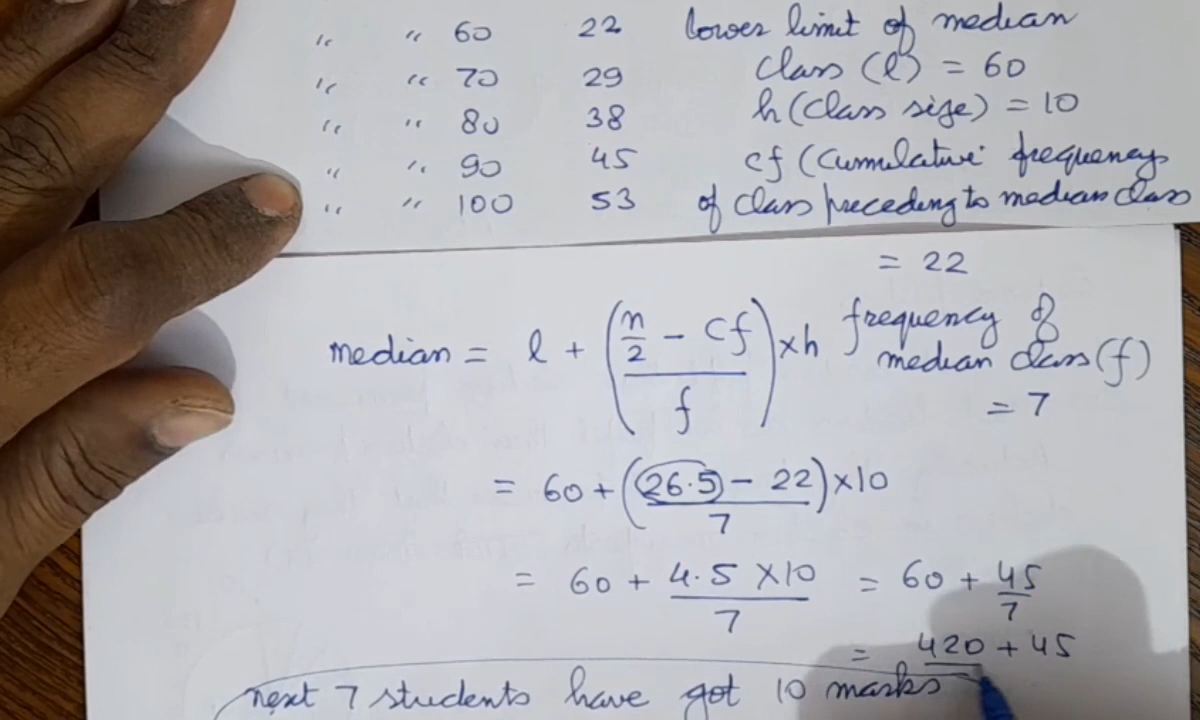 " " 60 22 lower limit of median
" " 70 29 class (l) = 60
" " 80 38 h (class size) = 10
" " 90 45 cf (cumulative frequency
" " 100 53 of class preceding to median class
= 22
median = l + ((n/2 - cf)/f) × h frequency of median class (f)
= 7
= 60 + ((26.5 - 22)/7) × 10
= 60 + (4.5 × 10)/7 = 60 + 45/7
= 420 + 45
next 7 students have got 10 marks